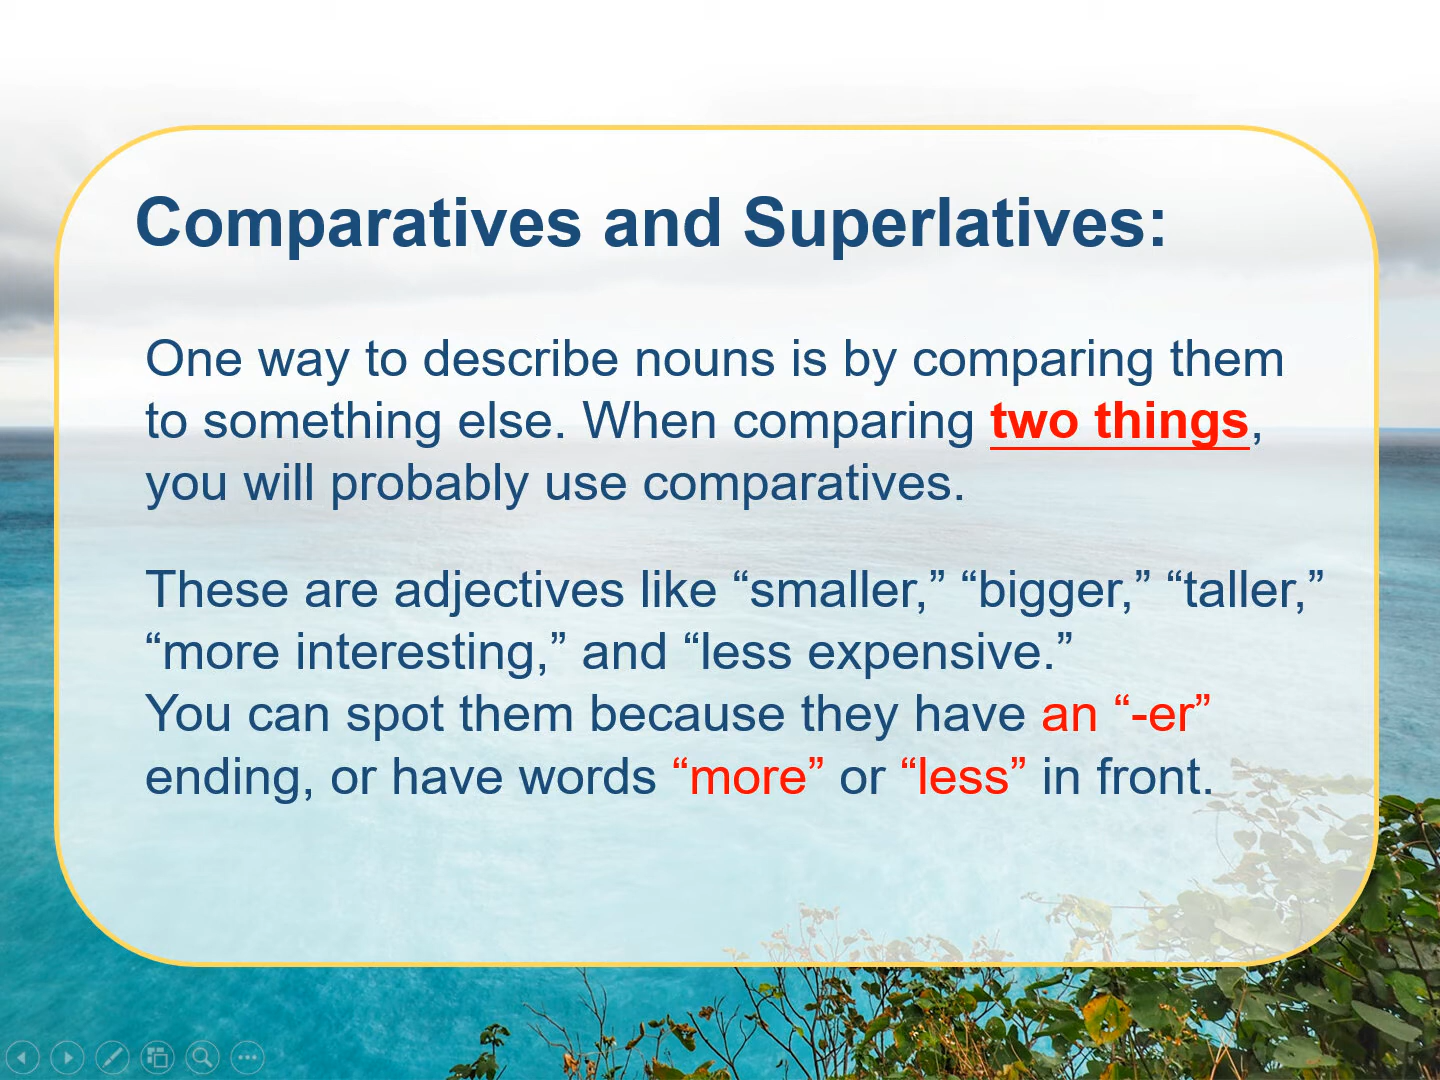 Comparatives and Superlatives:
One way to describe nouns is by comparing them
to something else. When comparing two things,
you will probably use comparatives.
These are adjectives like “smaller,” “bigger,” “taller,”
“more interesting,” and “less expensive.”
You can spot them because they have an “-er”
ending, or have words “more” or “less” in front.